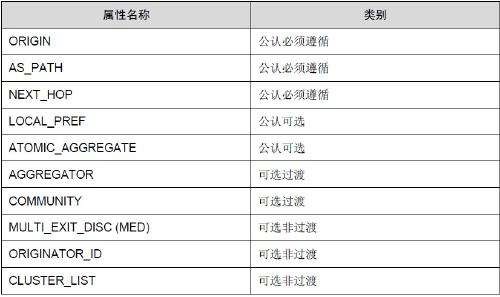 属性名称 类别
ORIGIN 公认必须遵循
AS_PATH 公认必须遵循
NEXT_HOP 公认必须遵循
LOCAL_PREF 公认可选
ATOMIC_AGGREGATE 公认可选
AGGREGATOR 可选过渡
COMMUNITY 可选过渡
MULTI_EXIT_DISC (MED) 可选非过渡
ORIGINATOR_ID 可选非过渡
CLUSTER_LIST 可选非过渡